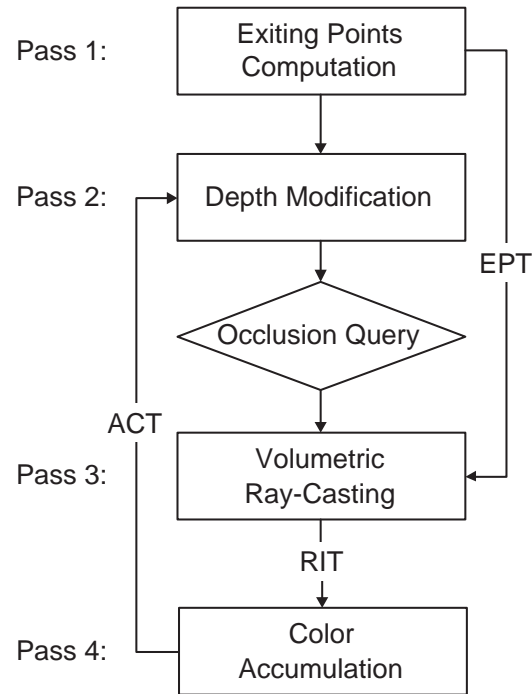 Pass 1:
Exiting Points
Computation
Pass 2:
Depth Modification
EPT
Occlusion Query
ACT
Pass 3:
Volumetric
Ray-Casting
RIT
Pass 4:
Color
Accumulation